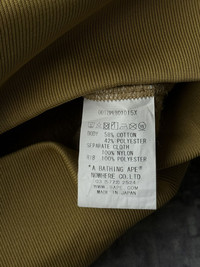 BODY 58% COTTON
42% POLYESTER
SEPARATE CLOTH
100% NYLON
RIB 100% POLYESTER
"A BATHING APE"
NOWHERE CO.LTD
MADE IN JAPAN